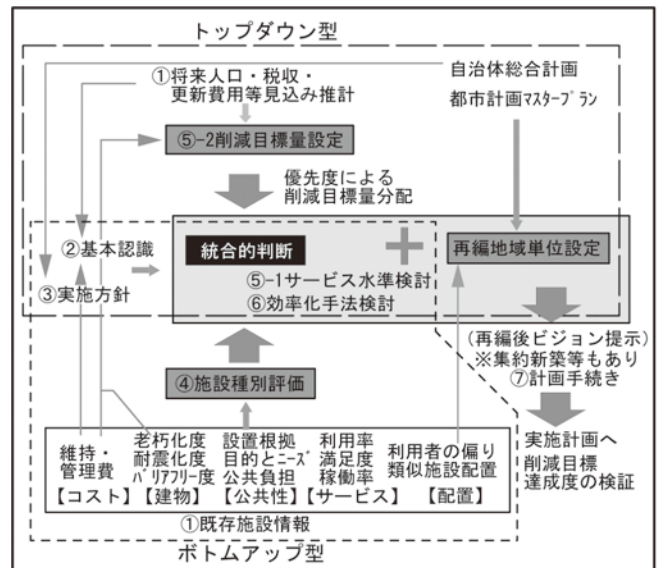 トップダウン型
①将来人口・税収・
更新費用等見込み推計
自治体総合計画
都市計画マスタープラン
⑤-2削減目標量設定
優先度による
削減目標量分配
②基本認識
③実施方針
統合的判断
再編地域単位設定
⑤-1サービス水準検討
⑥効率化手法検討
(再編後ビジョン提示)
※集約新築等もあり
⑦計画手続き
④施設種別評価
実施計画へ
削減目標
達成度の検証
維持・
管理費
【コスト】
老朽化度
耐震化度
バリアフリー度
【建物】
設置根拠
目的とニーズ
公共負担
【公共性】
利用率
満足度
稼働率
【サービス】
利用者の偏り
類似施設配置
【配置】
①既存施設情報
ボトムアップ型